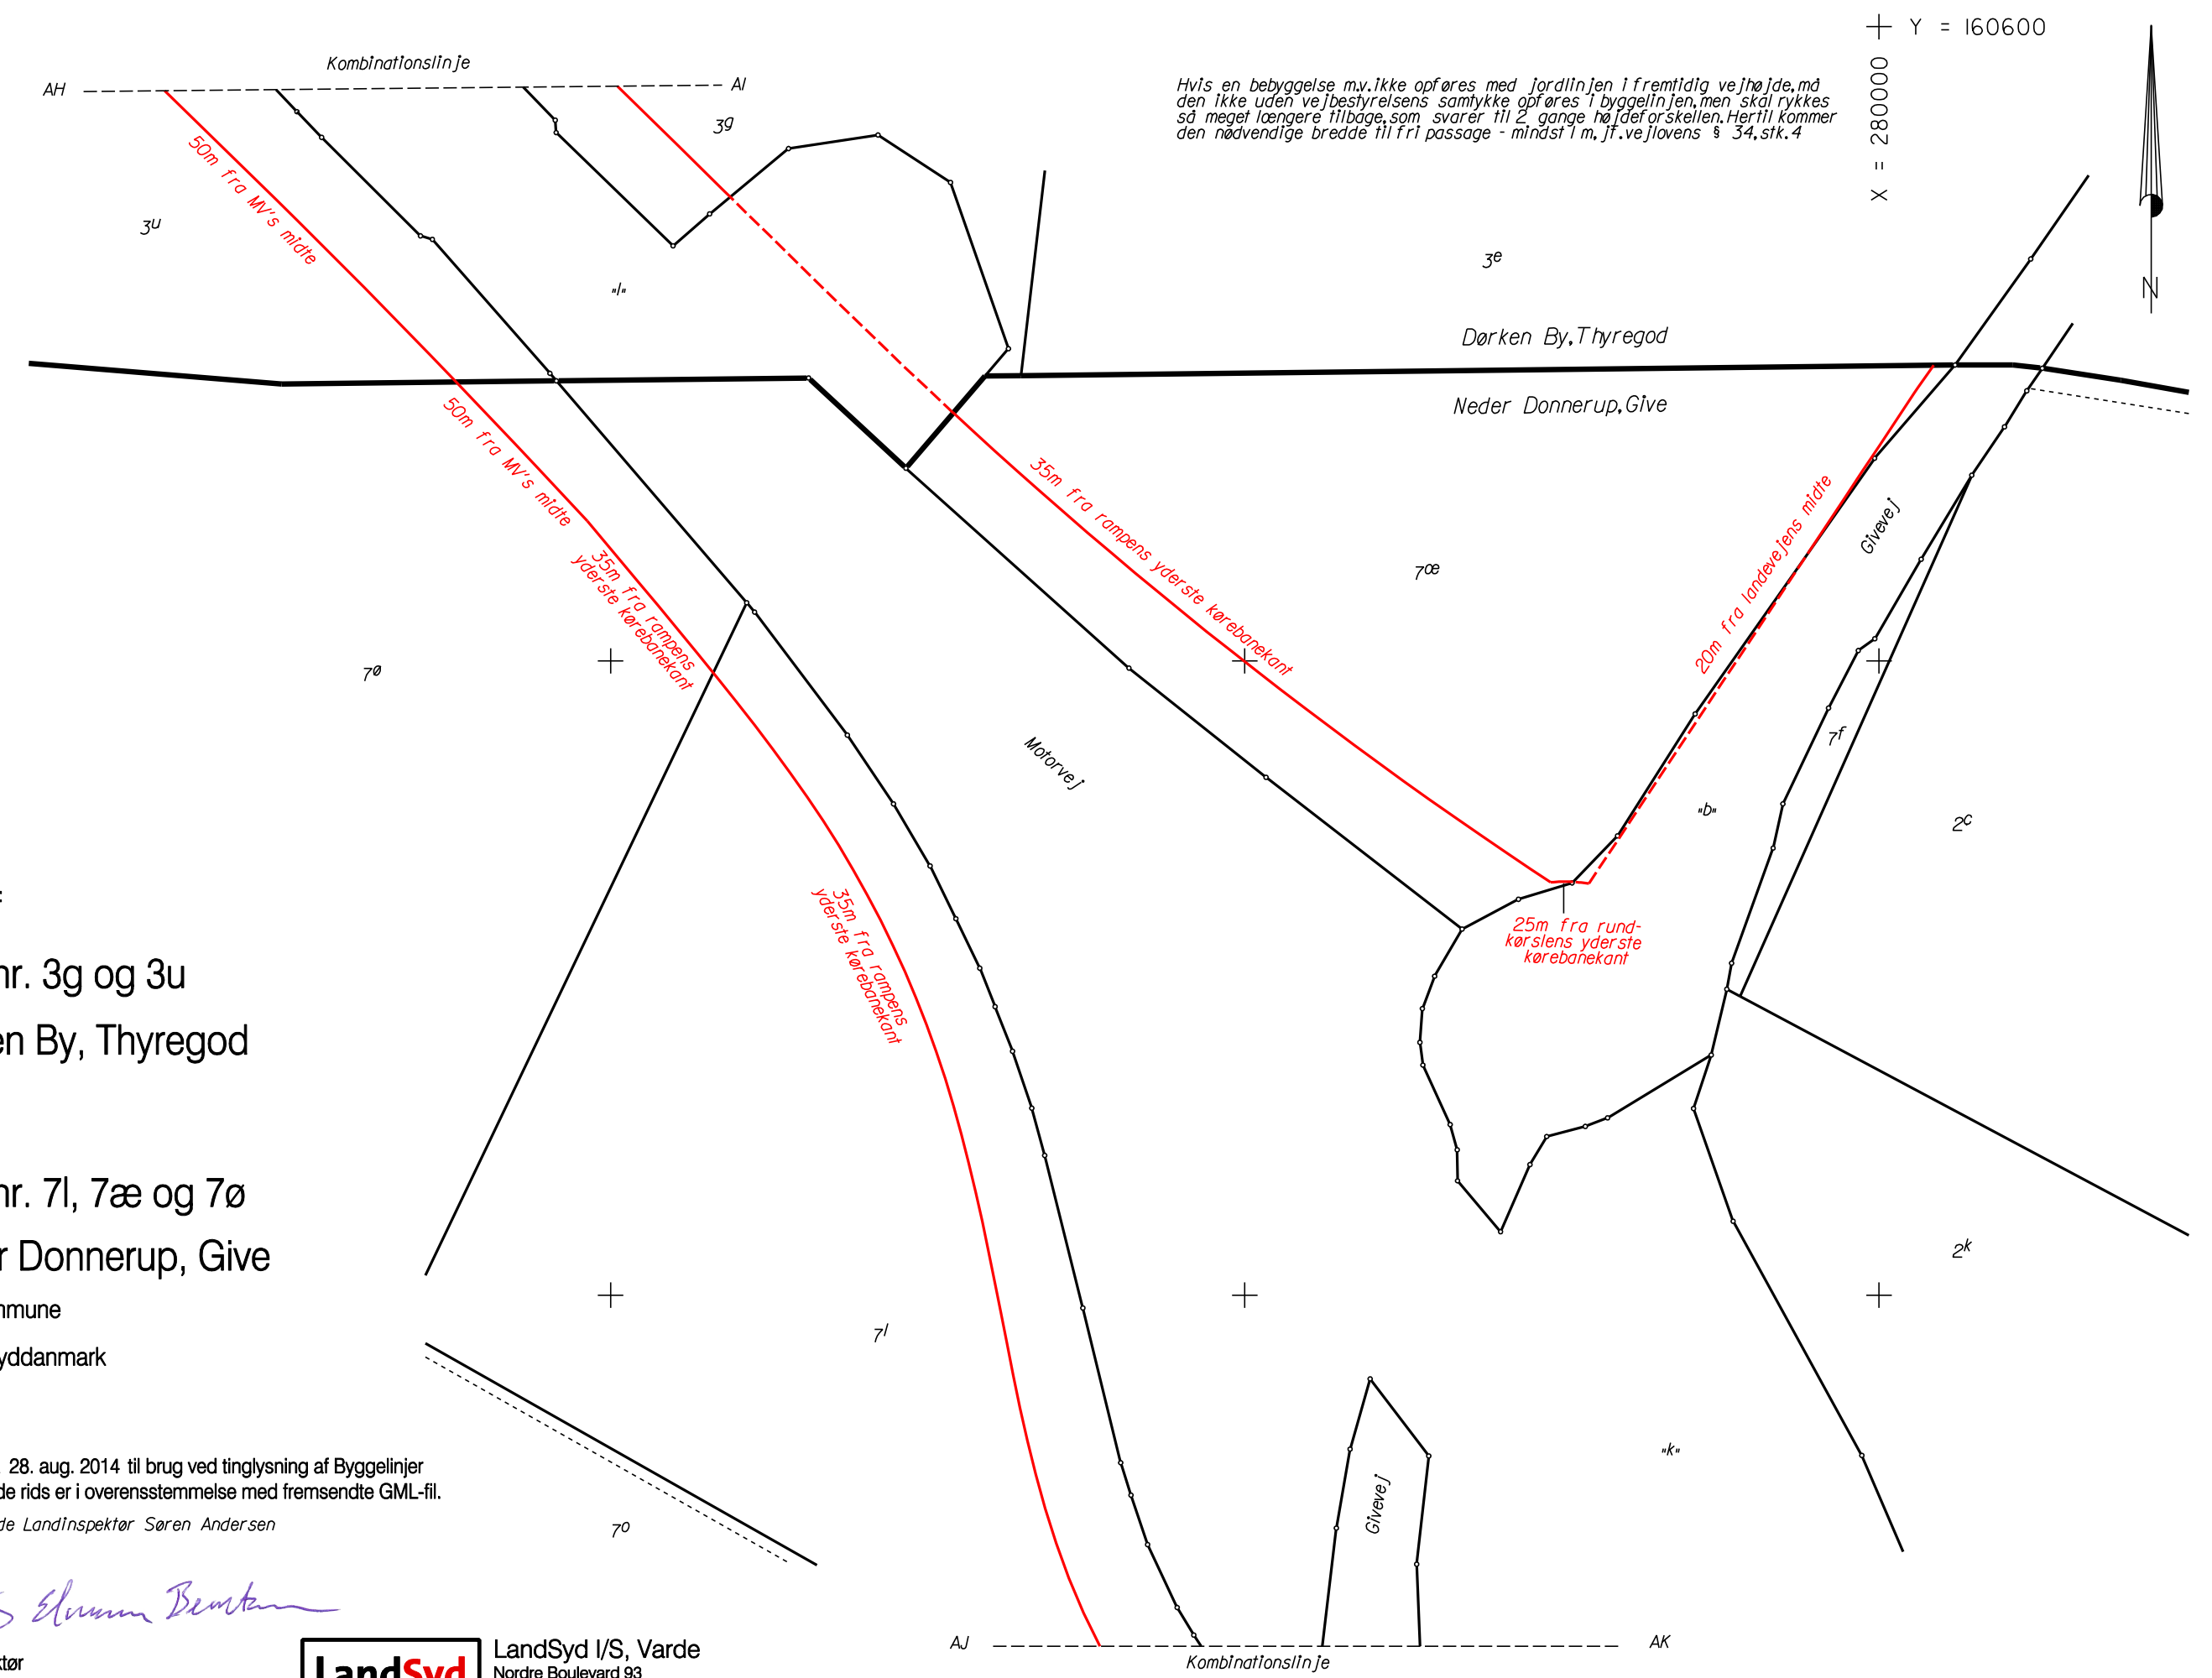 Y = 160600
X = 280000
Kombinationslinje
AH
AI
Hvis en bebyggelse m.v. ikke opføres med jordlinjen i fremtidig vejhøjde, må
den ikke uden vejbestyrelsens samtykke opføres i byggelinjen, men skal rykkes
så meget længere tilbage, som svarer til 2 gange højdeforskellen. Hertil kommer
den nødvendige bredde til fri passage - mindst 1 m, jf. vejlovens § 34, stk. 4
3g
50m fra MV's midte
3u
3e
"l"
N
Dørken By, Thyregod
Neder Donnerup, Give
50m fra MV's midte
35m fra rampens yderste kørebanekant
20m fra landevejens midte
Givevej
35m fra rampens
yderste kørebanekant
7æ
7ø
7f
Motorvej
"b"
2c
35m fra rampens
yderste kørebanekant
25m fra rund-
kørslens yderste
kørebanekant
nr. 3g og 3u
en By, Thyregod
nr. 7l, 7æ og 7ø
r Donnerup, Give
mmune
yddanmark
2k
7l
"k"
28. aug. 2014 til brug ved tinglysning af Byggelinjer
de rids er i overensstemmelse med fremsendte GML-fil.
de Landinspektør Søren Andersen
7o
Givevej
ktør
LandSyd
LandSyd I/S, Varde
Nordre Boulevard 93
AJ
AK
Kombinationslinje